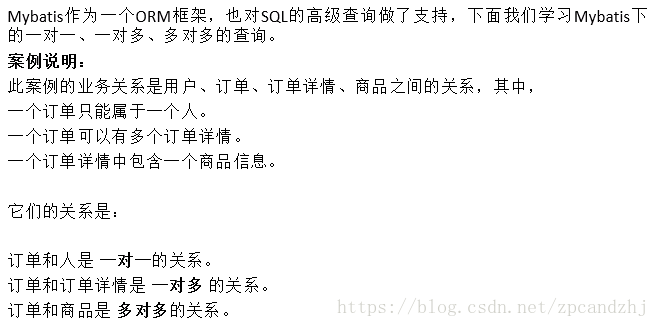 Mybatis作为一个ORM框架，也对SQL的高级查询做了支持，下面我们学习Mybatis下
的一对一、一对多、多对多的查询。
案例说明：
此案例的业务关系是用户、订单、订单详情、商品之间的关系，其中，
一个订单只能属于一个人。
一个订单可以有多个订单详情。
一个订单详情中包含一个商品信息。
它们的关系是：
订单和人是 一对一的关系。
订单和订单详情是 一对多 的关系。
订单和商品是 多对多的关系。
https://blog.csdn.net/zpcandzhj